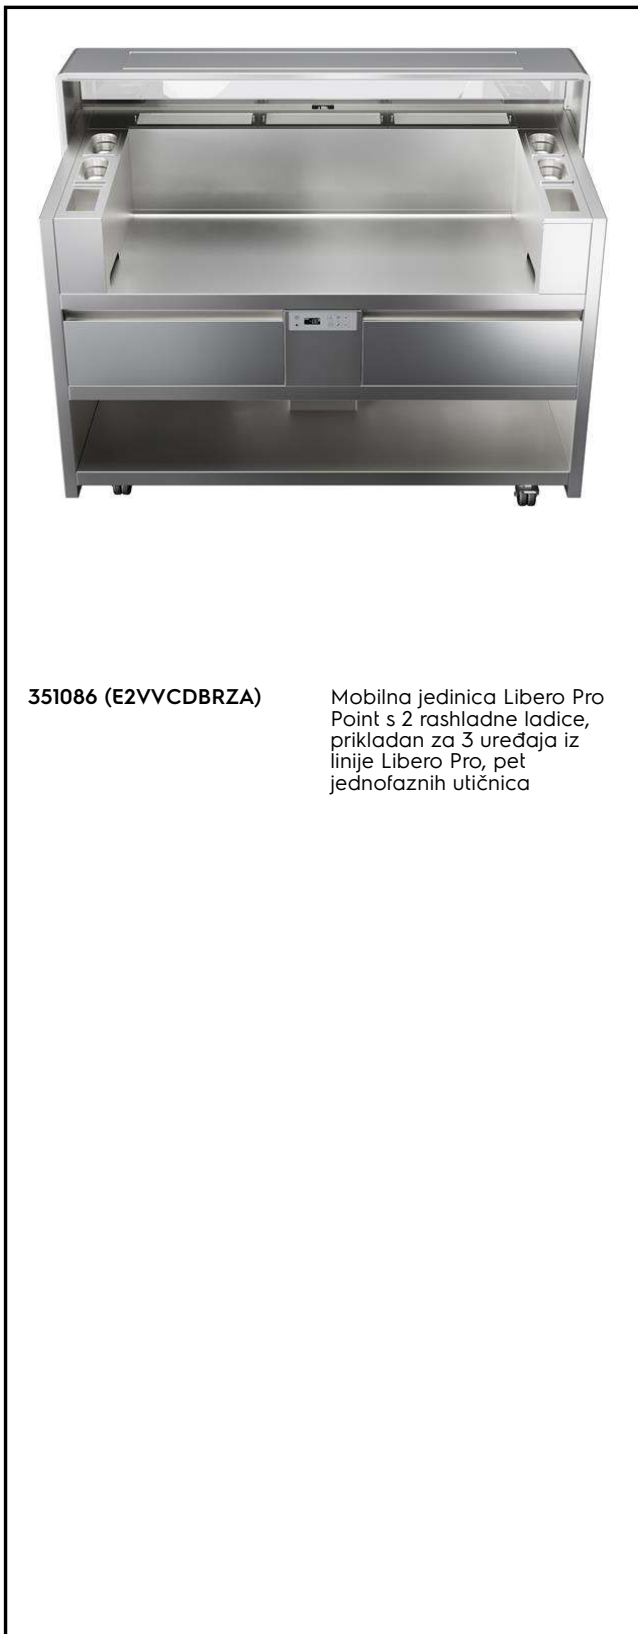 351086 (E2VVCDBRZA)
Mobilna jedinica Libero Pro
Point s 2 rashladne ladice,
prikladan za 3 uređaja iz
linije Libero Pro, pet
jednofaznih utičnica